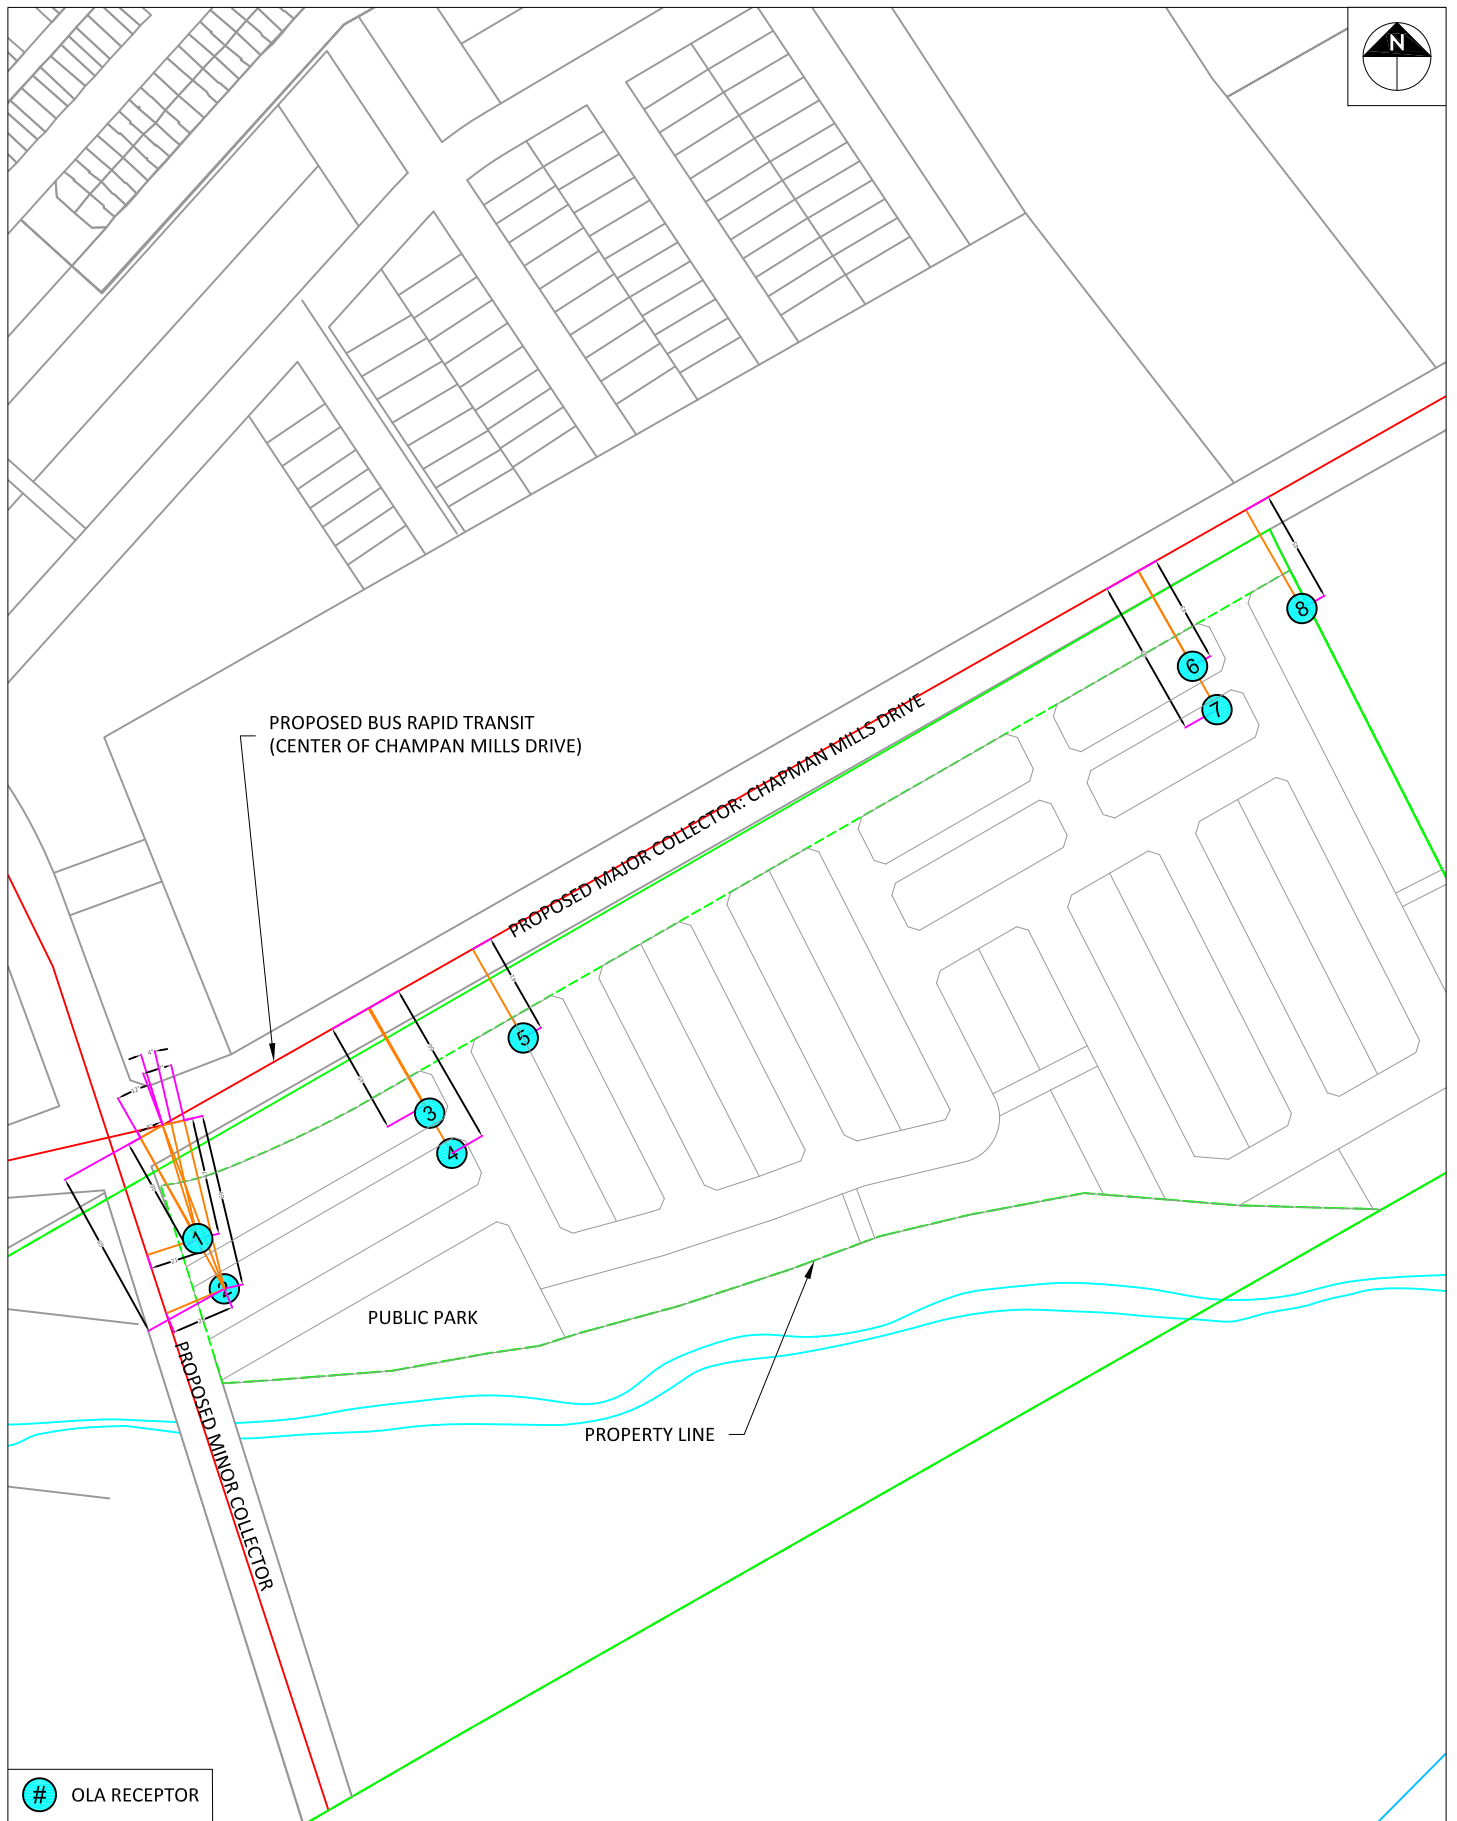 N
PROPOSED BUS RAPID TRANSIT
(CENTER OF CHAMPAN MILLS DRIVE)
PROPOSED MAJOR COLLECTOR: CHAPMAN MILLS DRIVE
8
6
7
5
3
4
1
2
PUBLIC PARK
PROPERTY LINE
PROPOSED MINOR COLLECTOR
# OLA RECEPTOR